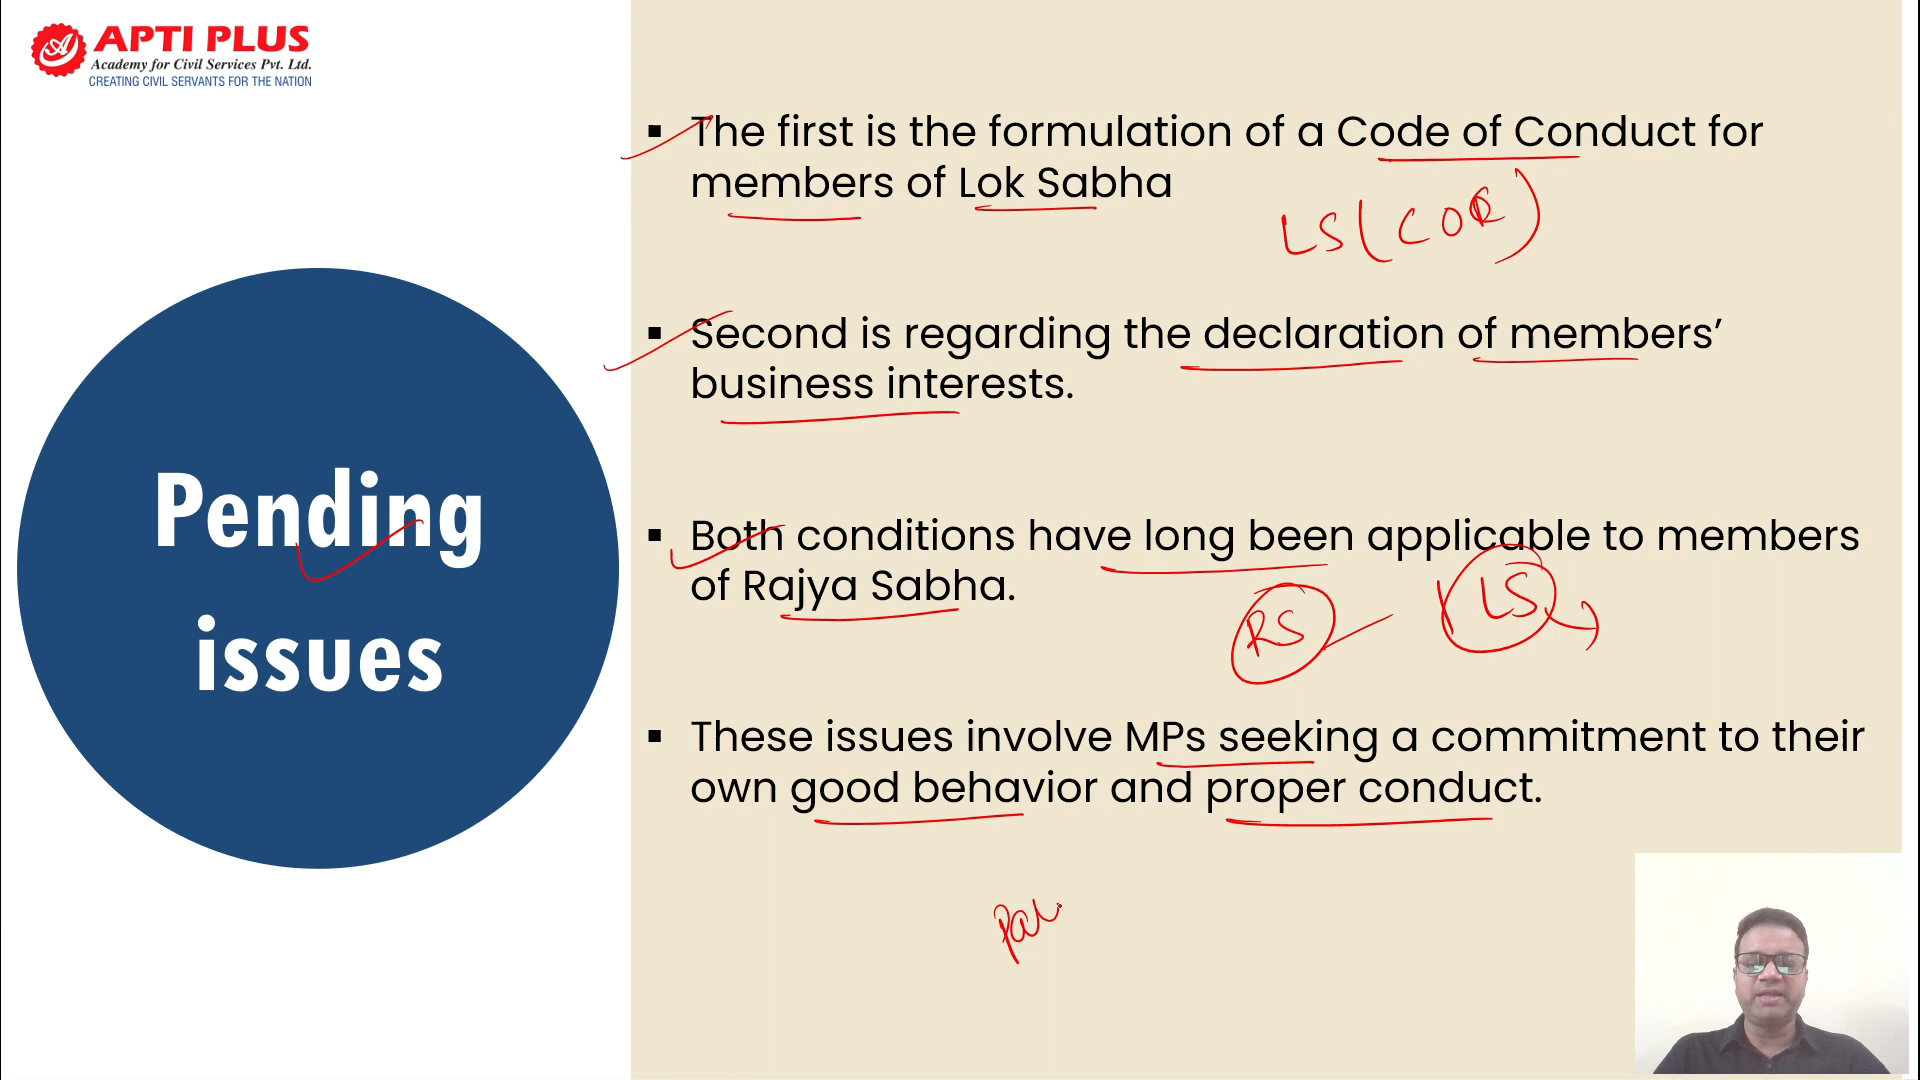 APTI PLUS
Academy for Civil Services Pvt. Ltd.
CREATING CIVIL SERVANTS FOR THE NATION
Pending
issues
▪ The first is the formulation of a Code of Conduct for
members of Lok Sabha
LS (CO
▪ Second is regarding the declaration of members’
business interests.
▪ Both conditions have long been applicable to members
of Rajya Sabha.
RS LS
▪ These issues involve MPs seeking a commitment to their
own good behavior and proper conduct.